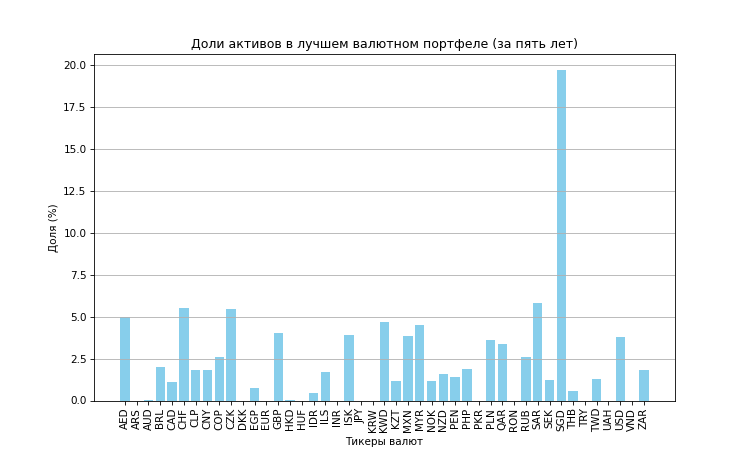 Доли активов в лучшем валютном портфеле (за пять лет)
Доля (%)
20.0
17.5
15.0
12.5
10.0
7.5
5.0
2.5
0.0
AED ARS AUD BRL CAD CHF CLP CNY COP CZK DKK EGP EUR GBP HKD HUF IDR ILS INR ISK JPY KRW KWD KZT MXN MYR NOK NZD PEN PHP PKR PLN QAR RON RUB SAR SEK SGD THB TRY TWD UAH USD VND ZAR
Тикеры валют